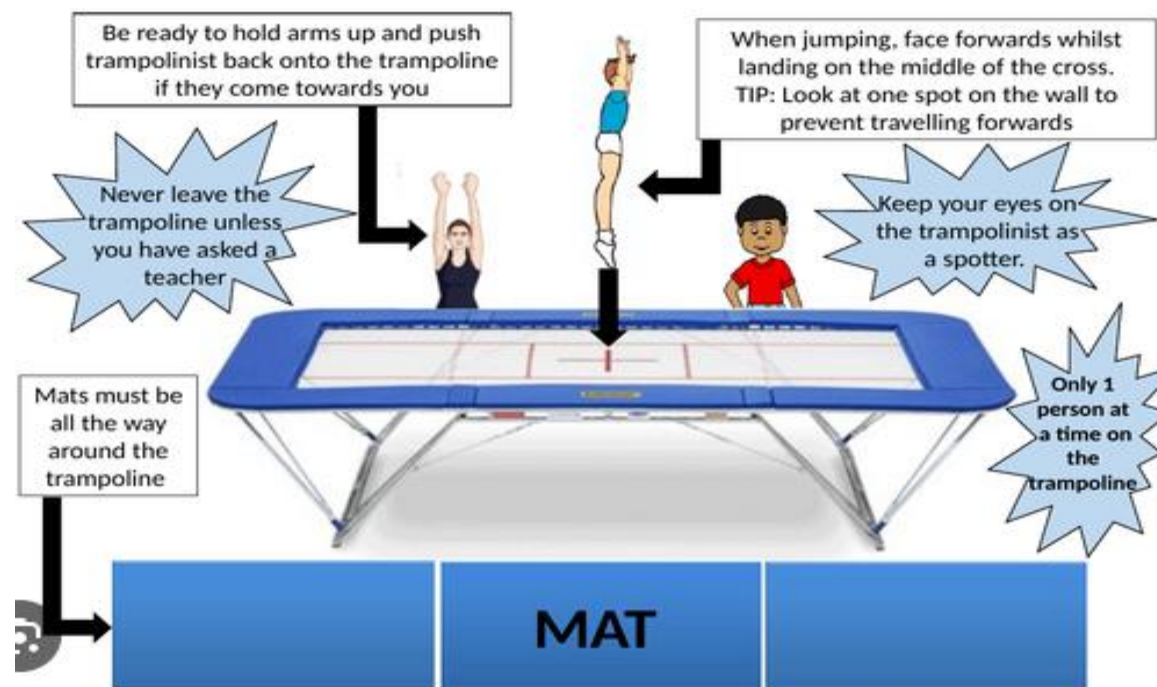 Be ready to hold arms up and push
trampolinist back onto the trampoline
if they come towards you
When jumping, face forwards whilst
landing on the middle of the cross.
TIP: Look at one spot on the wall to
prevent travelling forwards
Never leave the
trampoline unless
you have asked a
teacher
Keep your eyes on
the trampolinist as
a spotter.
Mats must be
all the way
around the
trampoline
Only 1
person at
a time on
the
trampoline
MAT